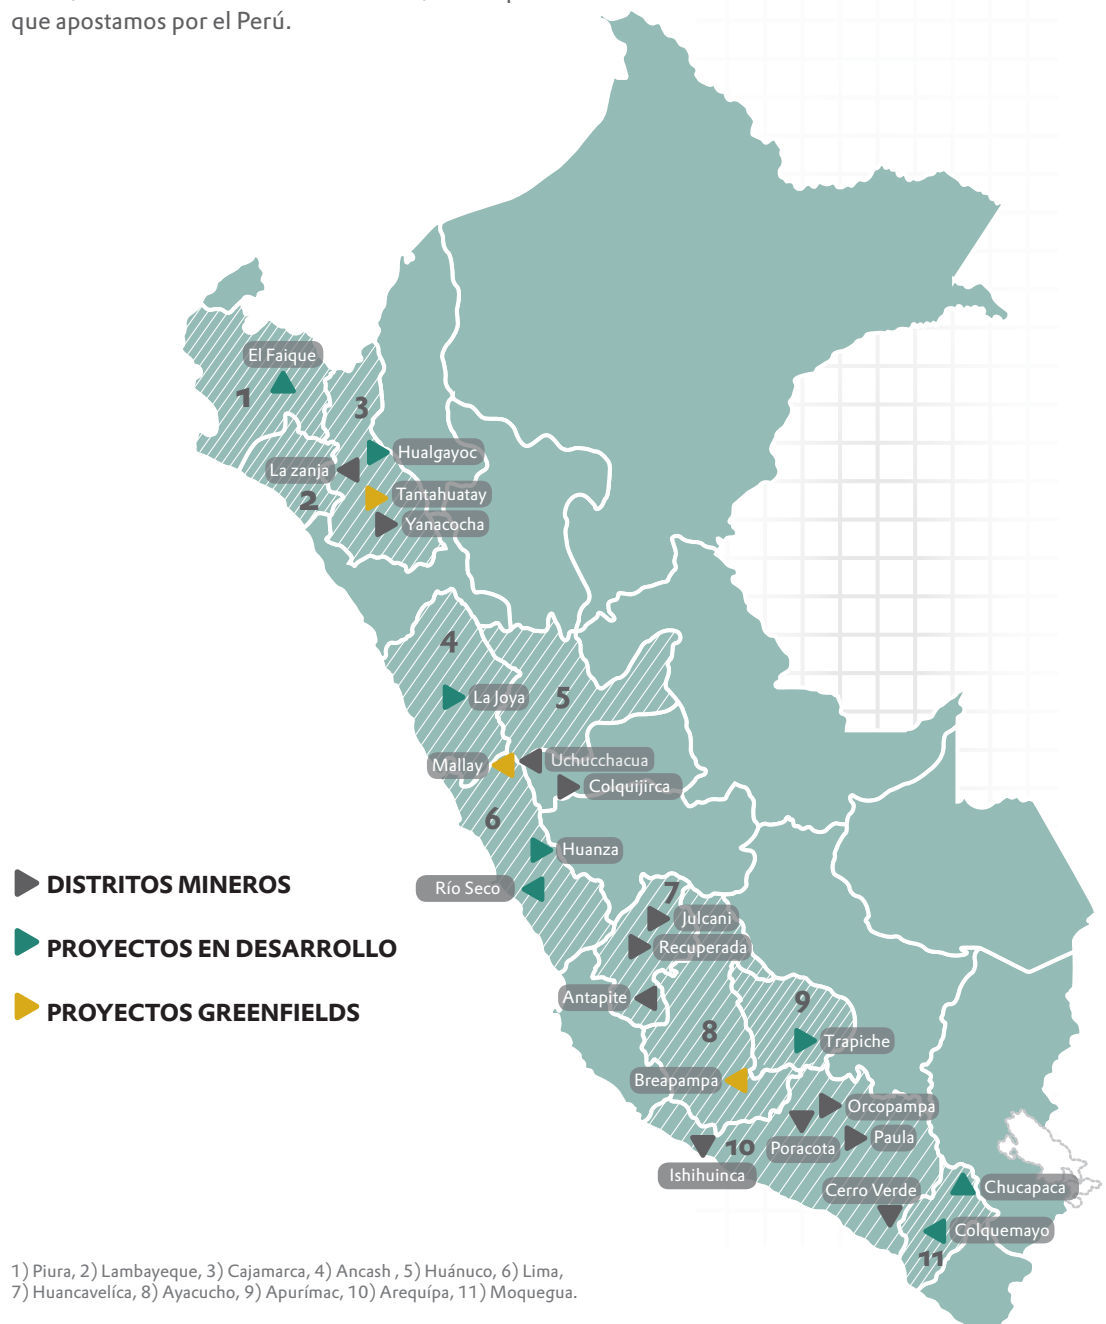 que apostamos por el Perú.
El Faique
1
3
Hualgayoc
La zanja
2
Tantahuatay
Yanacocha
4
La Joya
5
Mallay
Uchucchacua
Colquijirca
6
Huanza
Río Seco
DISTRITOS MINEROS
PROYECTOS EN DESARROLLO
PROYECTOS GREENFIELDS
7
Julcani
Recuperada
Antapite
9
8
Trapiche
Breapampa
Orcopampa
Paula
10
Poracota
Ishihuinca
Cerro Verde
Chucapaca
Colquemayo
11
1) Piura, 2) Lambayeque, 3) Cajamarca, 4) Ancash , 5) Huánuco, 6) Lima,
7) Huancavelíca, 8) Ayacucho, 9) Apurímac, 10) Arequípa, 11) Moquegua.